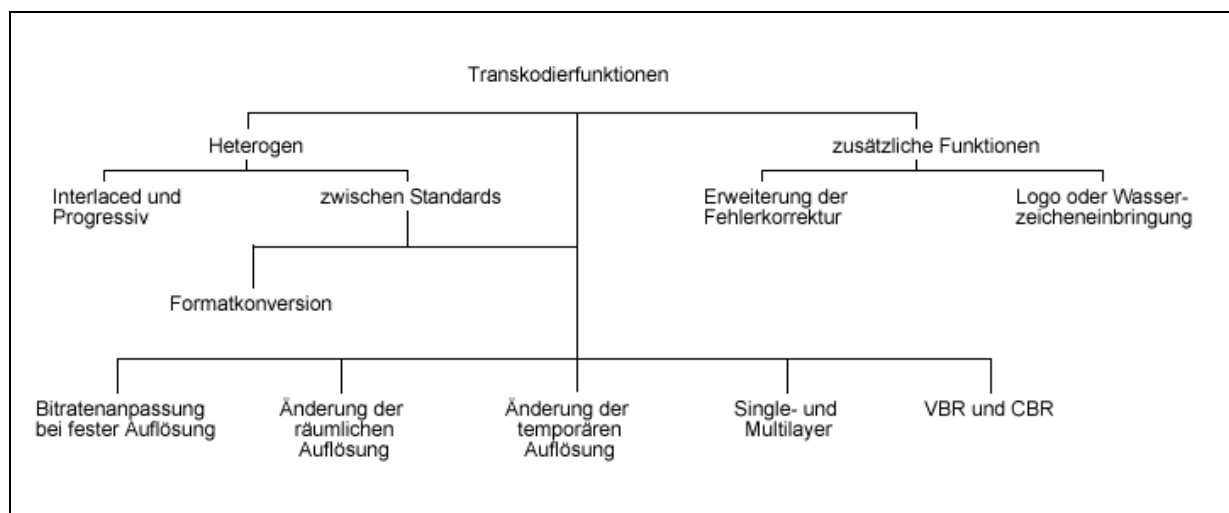 Transkodierfunktionen
Heterogen
zusätzliche Funktionen
Interlaced und
Progressiv
zwischen Standards
Erweiterung der
Fehlerkorrektur
Logo oder Wasser-
zeicheneinbringung
Formatkonversion
Bitratenanpassung
bei fester Auflösung
Änderung der
räumlichen
Auflösung
Änderung der
temporären
Auflösung
Single- und
Multilayer
VBR und CBR